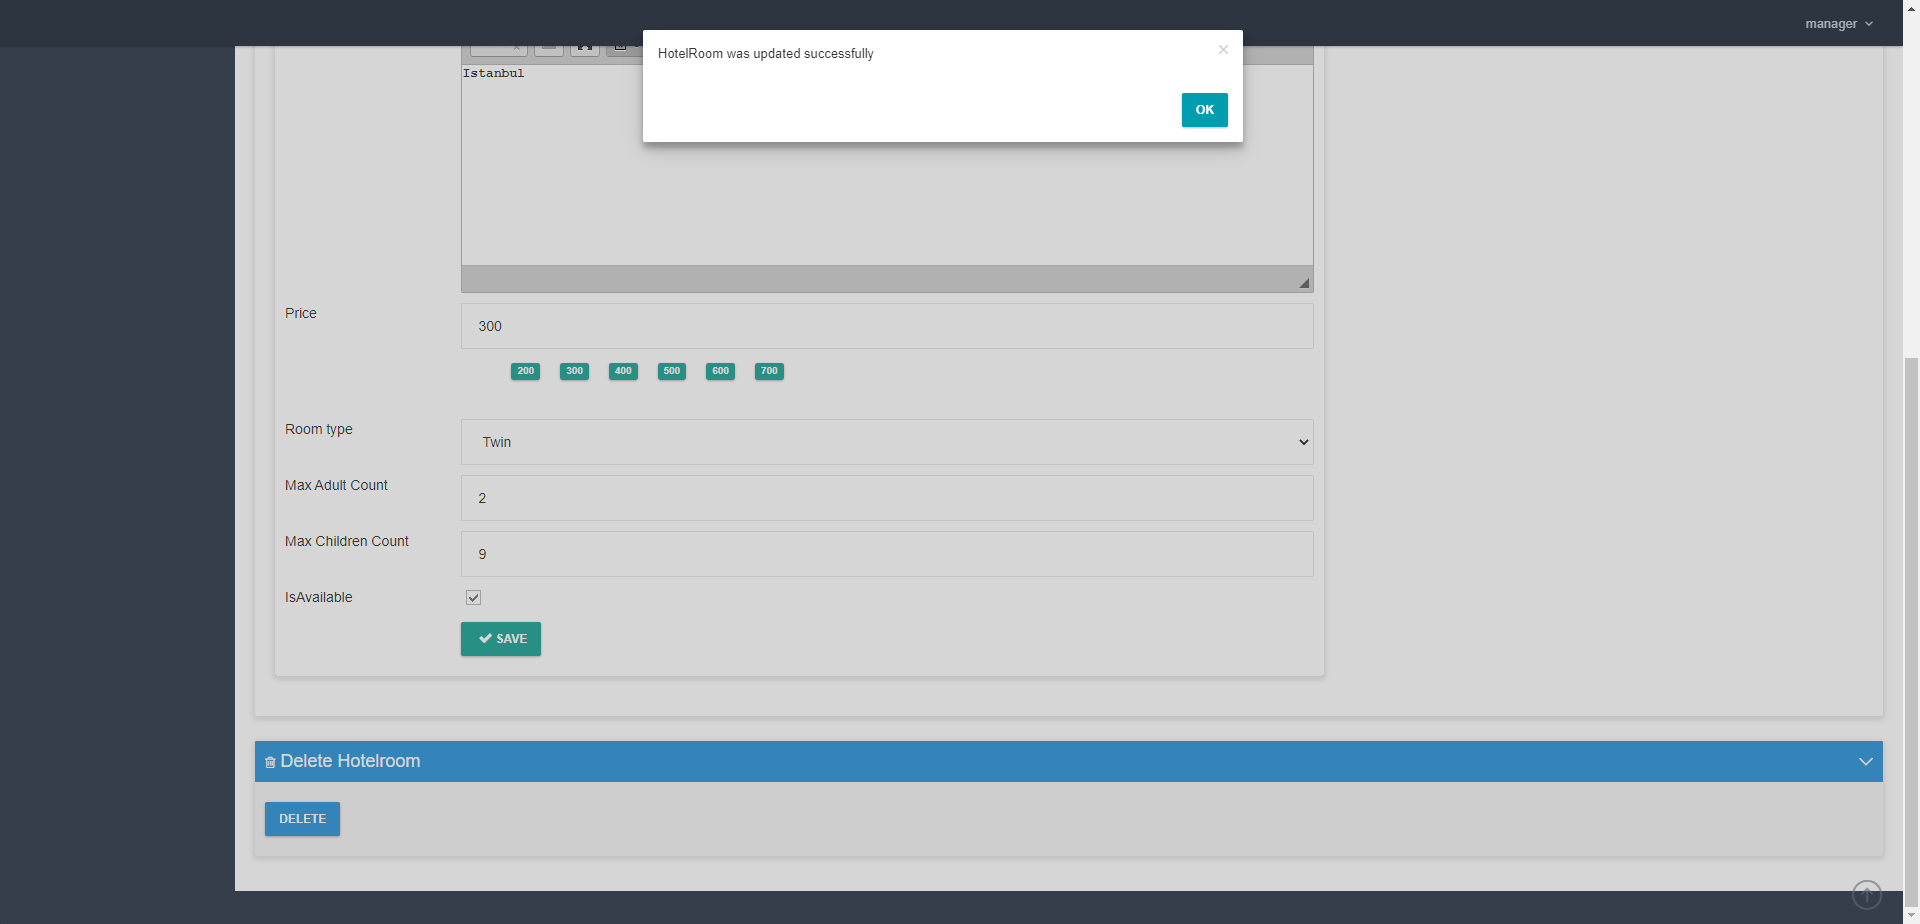 manager
HotelRoom was updated successfully
×
OK
Istanbul
Price
300
200 300 400 500 600 700
Room type
Twin
Max Adult Count
2
Max Children Count
9
IsAvailable
SAVE
Delete Hotelroom
DELETE